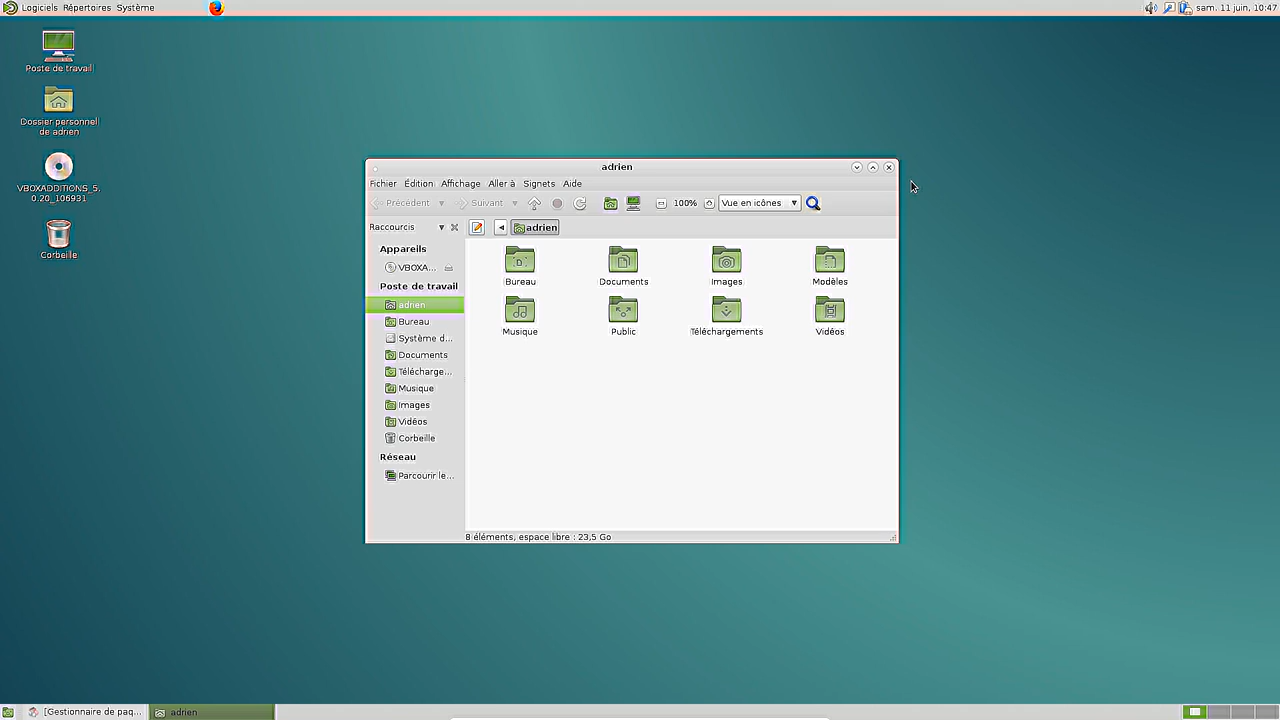 Logiciels Répertoires Système
sam. 11 juin, 10:47
Poste de travail
Dossier personnel
de adrien
VBOXADDITIONS_5.
0.20_106931
Corbeille
adrien
Fichier Édition Affichage Aller à Signets Aide
Précédent Suivant 100% Vue en icônes
Raccourcis
adrien
Appareils
VBOXA...
Poste de travail
adrien
Bureau
Système d...
Documents
Télécharge...
Musique
Images
Vidéos
Corbeille
Réseau
Parcourir le...
Bureau Documents Images Modèles
Musique Public Téléchargements Vidéos
8 éléments, espace libre : 23,5 Go
[Gestionnaire de paq...
adrien